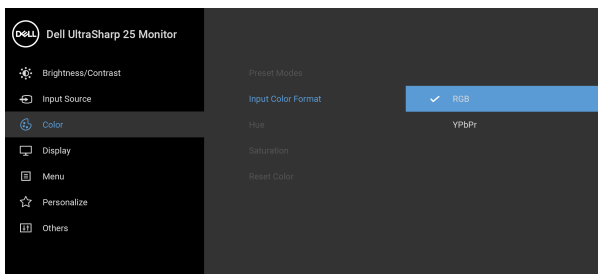 DELL Dell UltraSharp 25 Monitor
Brightness/Contrast
Input Source
Color
Display
Menu
Personalize
Others
Preset Modes
Input Color Format
Hue
Saturation
Reset Color
RGB
YPbPr